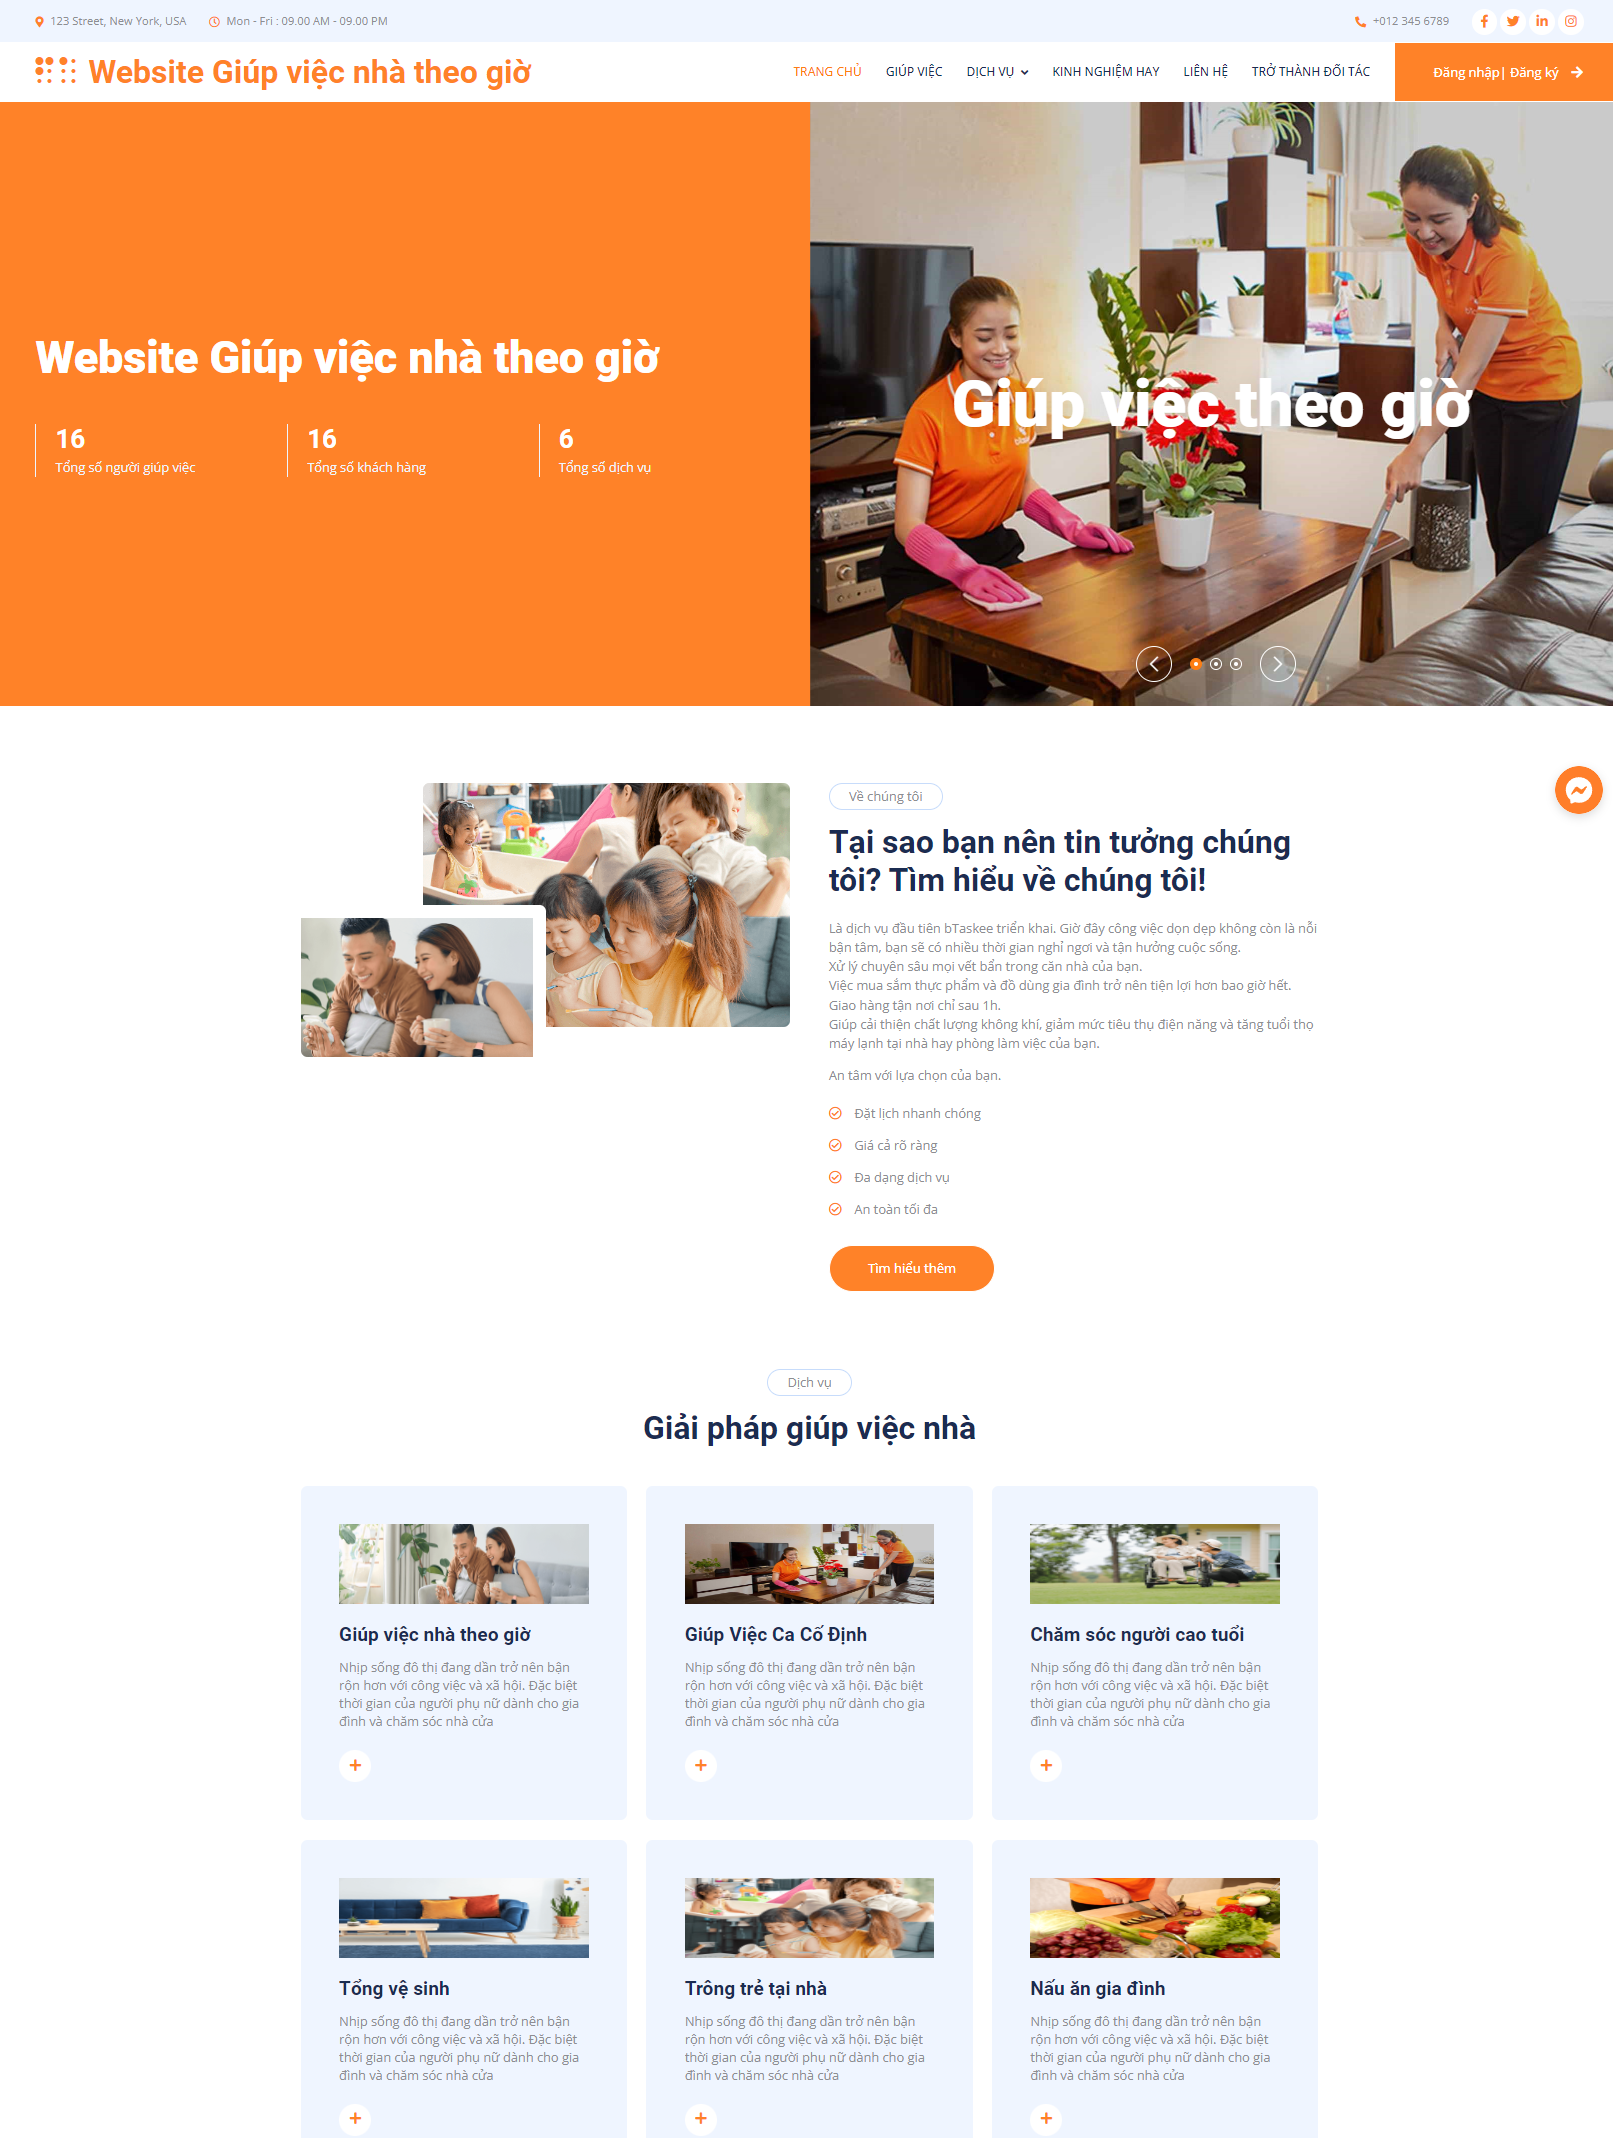 123 Street, New York, USA
Mon - Fri : 09.00 AM - 09.00 PM
+012 345 6789
Website Giúp việc nhà theo giờ
TRANG CHỦ
GIÚP VIỆC
DỊCH VỤ
KINH NGHIỆM HAY
LIÊN HỆ
TRỞ THÀNH ĐỐI TÁC
Đăng nhập| Đăng ký
Website Giúp việc nhà theo giờ
16
Tổng số người giúp việc
16
Tổng số khách hàng
6
Tổng số dịch vụ
Giúp việc theo giờ
Về chúng tôi
Tại sao bạn nên tin tưởng chúng
tôi? Tìm hiểu về chúng tôi!
Là dịch vụ đầu tiên bTaskee triển khai. Giờ đây công việc dọn dẹp không còn là nỗi
bận tâm, bạn sẽ có nhiều thời gian nghỉ ngơi và tận hưởng cuộc sống.
Xử lý chuyên sâu mọi vết bẩn trong căn nhà của bạn.
Việc mua sắm thực phẩm và đồ dùng gia đình trở nên tiện lợi hơn bao giờ hết.
Giao hàng tận nơi chỉ sau 1h.
Giúp cải thiện chất lượng không khí, giảm mức tiêu thụ điện năng và tăng tuổi thọ
máy lạnh tại nhà hay phòng làm việc của bạn.
An tâm với lựa chọn của bạn.
Đặt lịch nhanh chóng
Giá cả rõ ràng
Đa dạng dịch vụ
An toàn tối đa
Tìm hiểu thêm
Dịch vụ
Giải pháp giúp việc nhà
Giúp việc nhà theo giờ
Nhịp sống đô thị đang dần trở nên bận
rộn hơn với công việc và xã hội. Đặc biệt
thời gian của người phụ nữ dành cho gia
đình và chăm sóc nhà cửa
Giúp Việc Ca Cố Định
Nhịp sống đô thị đang dần trở nên bận
rộn hơn với công việc và xã hội. Đặc biệt
thời gian của người phụ nữ dành cho gia
đình và chăm sóc nhà cửa
Chăm sóc người cao tuổi
Nhịp sống đô thị đang dần trở nên bận
rộn hơn với công việc và xã hội. Đặc biệt
thời gian của người phụ nữ dành cho gia
đình và chăm sóc nhà cửa
Tổng vệ sinh
Nhịp sống đô thị đang dần trở nên bận
rộn hơn với công việc và xã hội. Đặc biệt
thời gian của người phụ nữ dành cho gia
đình và chăm sóc nhà cửa
Trông trẻ tại nhà
Nhịp sống đô thị đang dần trở nên bận
rộn hơn với công việc và xã hội. Đặc biệt
thời gian của người phụ nữ dành cho gia
đình và chăm sóc nhà cửa
Nấu ăn gia đình
Nhịp sống đô thị đang dần trở nên bận
rộn hơn với công việc và xã hội. Đặc biệt
thời gian của người phụ nữ dành cho gia
đình và chăm sóc nhà cửa